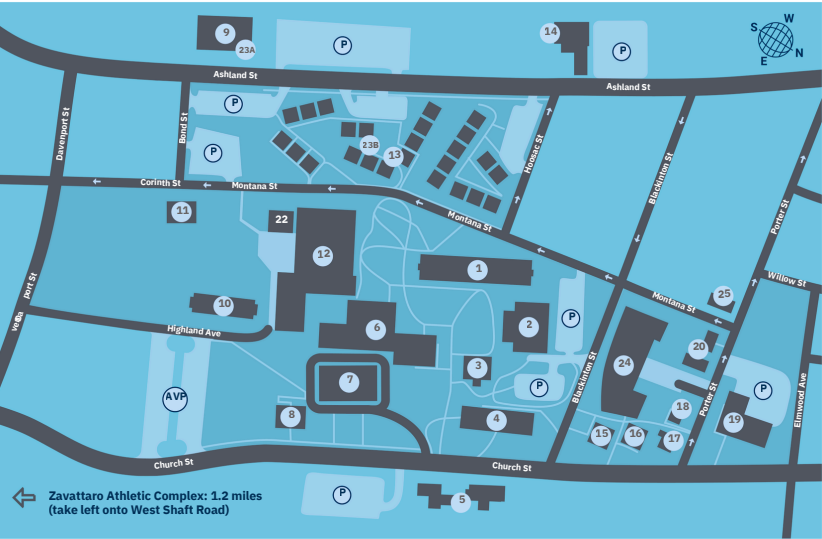 W
S
N
E
9
23A
P
14
P
Ashland St
Ashland St
P
Davenport St
Bond St
P
23B
13
Hoosac St
Blackinton St
Porter St
Corinth St
Montana St
Montana St
11
22
12
1
Willow St
port St
10
Montana St
25
Highland Ave
6
2
P
20
24
3
7
P
Blackinton St
P
AVP
Porter St
Elmwood Ave
8
4
18
19
15
16
17
Church St
Church St
P
5
Zavattaro Athletic Complex: 1.2 miles
(take left onto West Shaft Road)